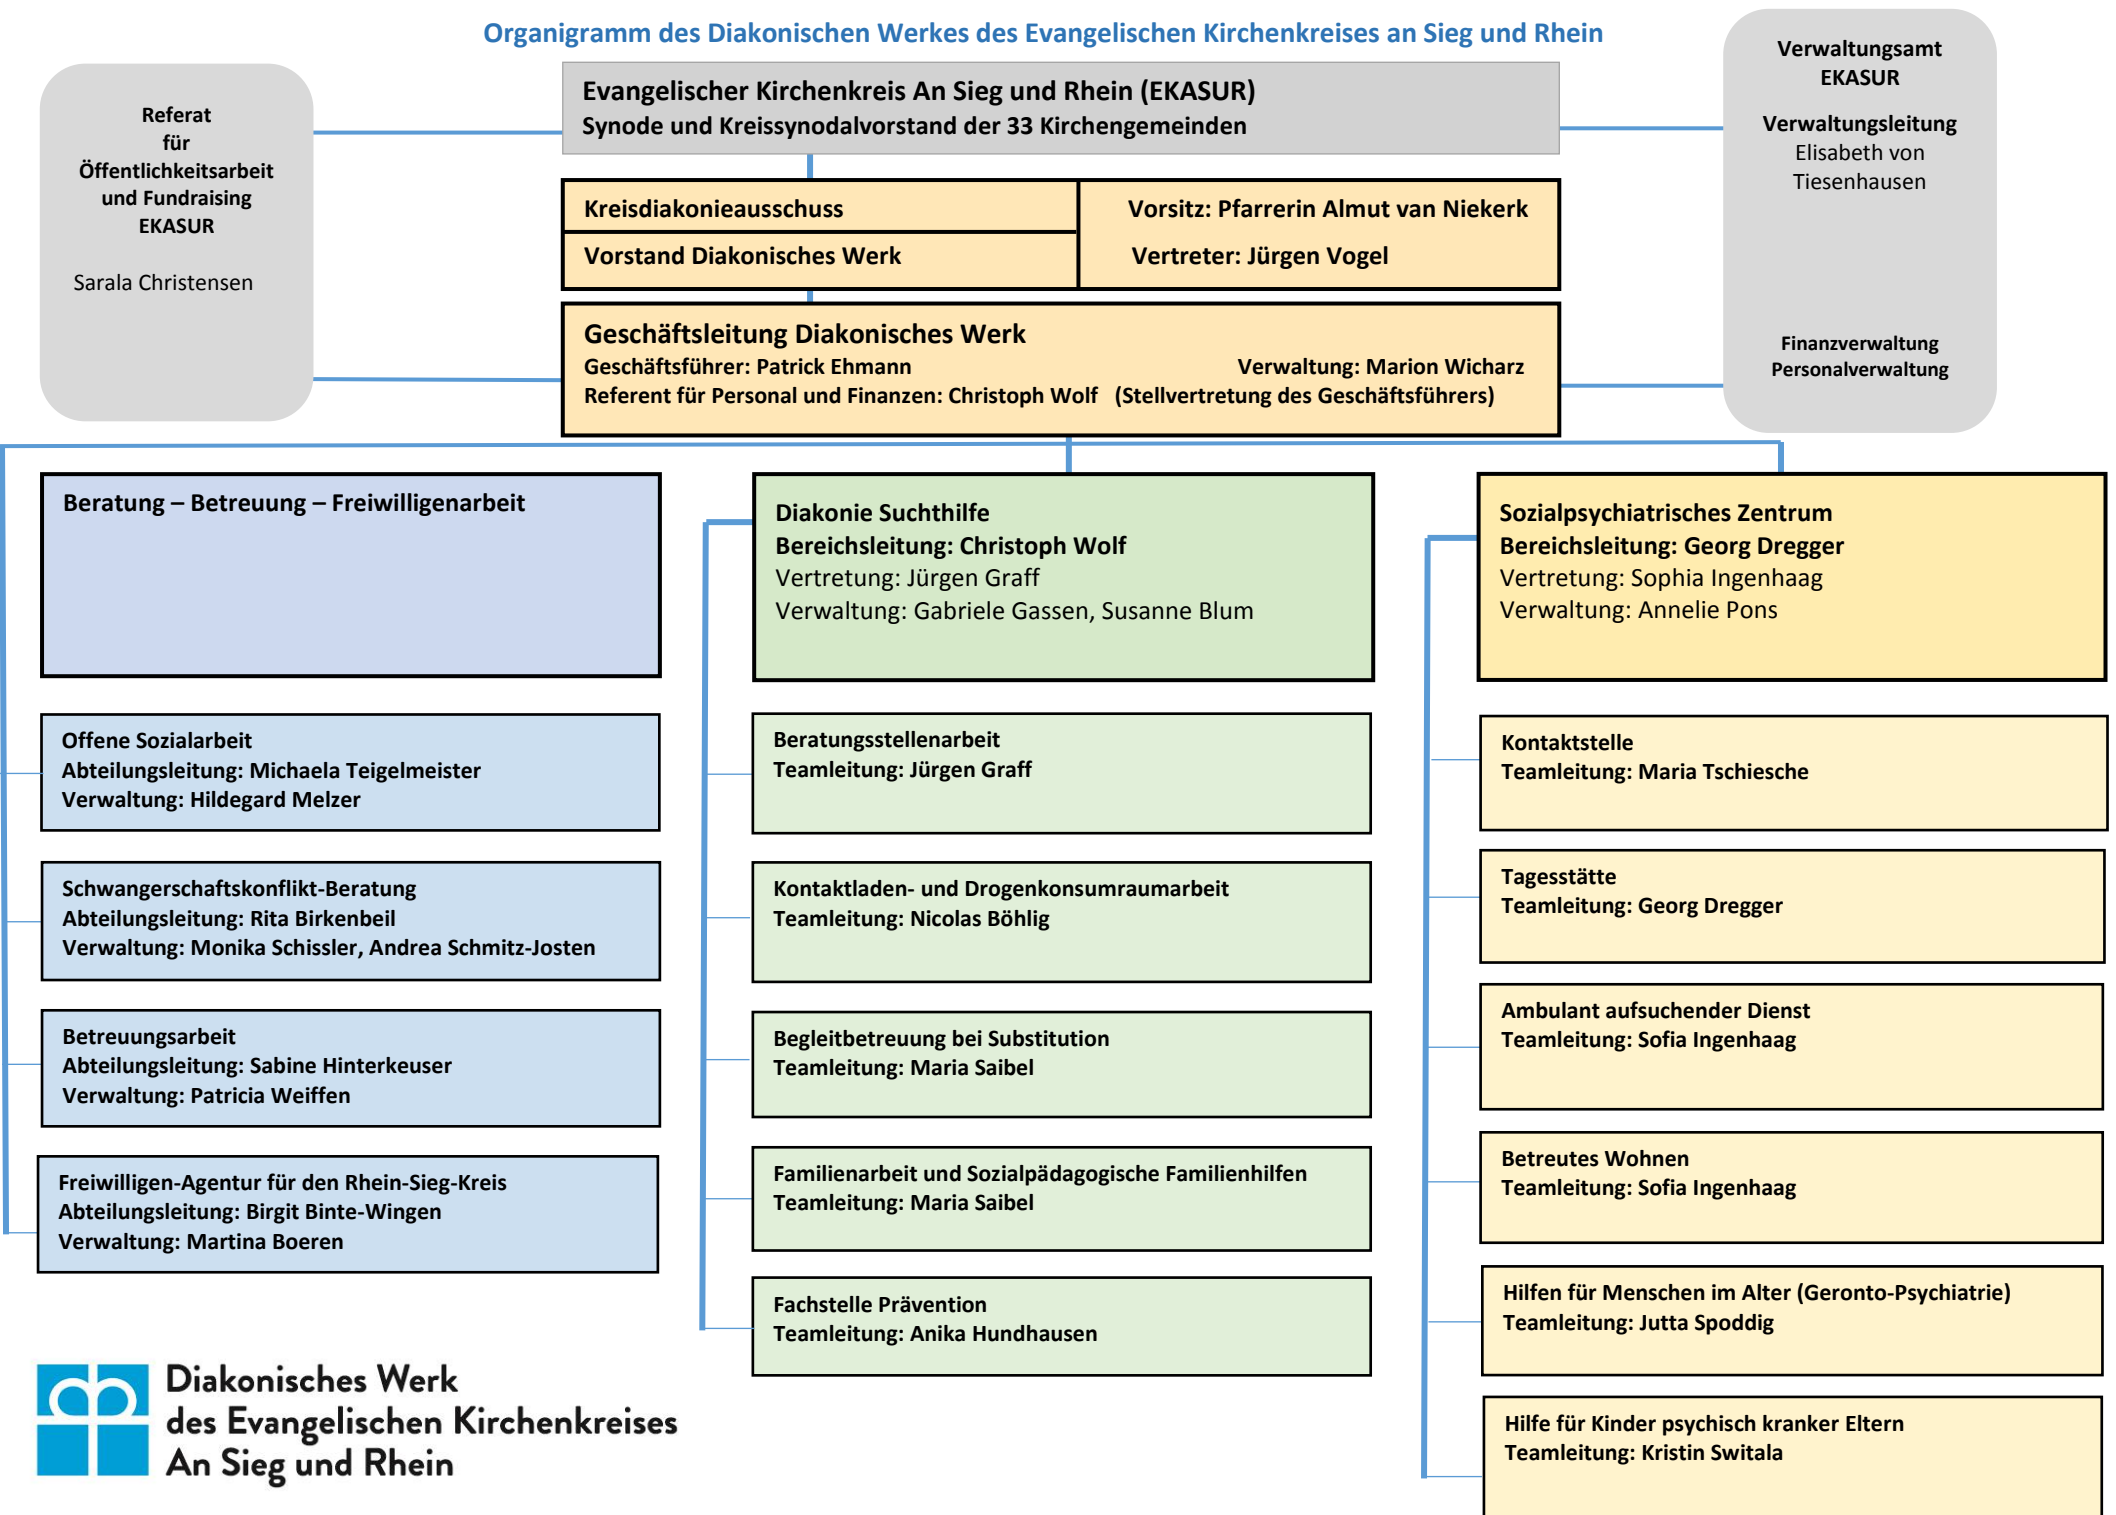 Organigramm des Diakonischen Werkes des Evangelischen Kirchenkreises an Sieg und Rhein
Referat
für
Öffentlichkeitsarbeit
und Fundraising
EKASUR
Sarala Christensen
Evangelischer Kirchenkreis An Sieg und Rhein (EKASUR)
Synode und Kreissynodalvorstand der 33 Kirchengemeinden
Verwaltungsamt
EKASUR
Verwaltungsleitung
Elisabeth von
Tiesenhausen
Finanzverwaltung
Personalverwaltung
Kreisdiakonieausschuss
Vorstand Diakonisches Werk
Vorsitz: Pfarrerin Almut van Niekerk
Vertreter: Jürgen Vogel
Geschäftsleitung Diakonisches Werk
Geschäftsführer: Patrick Ehmann Verwaltung: Marion Wicharz
Referent für Personal und Finanzen: Christoph Wolf (Stellvertretung des Geschäftsführers)
Beratung – Betreuung – Freiwilligenarbeit
Offene Sozialarbeit
Abteilungsleitung: Michaela Teigelmeister
Verwaltung: Hildegard Melzer
Schwangerschaftskonflikt-Beratung
Abteilungsleitung: Rita Birkenbeil
Verwaltung: Monika Schissler, Andrea Schmitz-Josten
Betreuungsarbeit
Abteilungsleitung: Sabine Hinterkeuser
Verwaltung: Patricia Weiffen
Freiwilligen-Agentur für den Rhein-Sieg-Kreis
Abteilungsleitung: Birgit Binte-Wingen
Verwaltung: Martina Boeren
Diakonie Suchthilfe
Bereichsleitung: Christoph Wolf
Vertretung: Jürgen Graff
Verwaltung: Gabriele Gassen, Susanne Blum
Beratungsstellenarbeit
Teamleitung: Jürgen Graff
Kontaktladen- und Drogenkonsumraumarbeit
Teamleitung: Nicolas Böhlig
Begleitbetreuung bei Substitution
Teamleitung: Maria Saibel
Familienarbeit und Sozialpädagogische Familienhilfen
Teamleitung: Maria Saibel
Fachstelle Prävention
Teamleitung: Anika Hundhausen
Sozialpsychiatrisches Zentrum
Bereichsleitung: Georg Dregger
Vertretung: Sophia Ingenhaag
Verwaltung: Annelie Pons
Kontaktstelle
Teamleitung: Maria Tschiesche
Tagesstätte
Teamleitung: Georg Dregger
Ambulant aufsuchender Dienst
Teamleitung: Sofia Ingenhaag
Betreutes Wohnen
Teamleitung: Sofia Ingenhaag
Hilfen für Menschen im Alter (Geronto-Psychiatrie)
Teamleitung: Jutta Spoddig
Hilfe für Kinder psychisch kranker Eltern
Teamleitung: Kristin Switala
Diakonisches Werk
des Evangelischen Kirchenkreises
An Sieg und Rhein